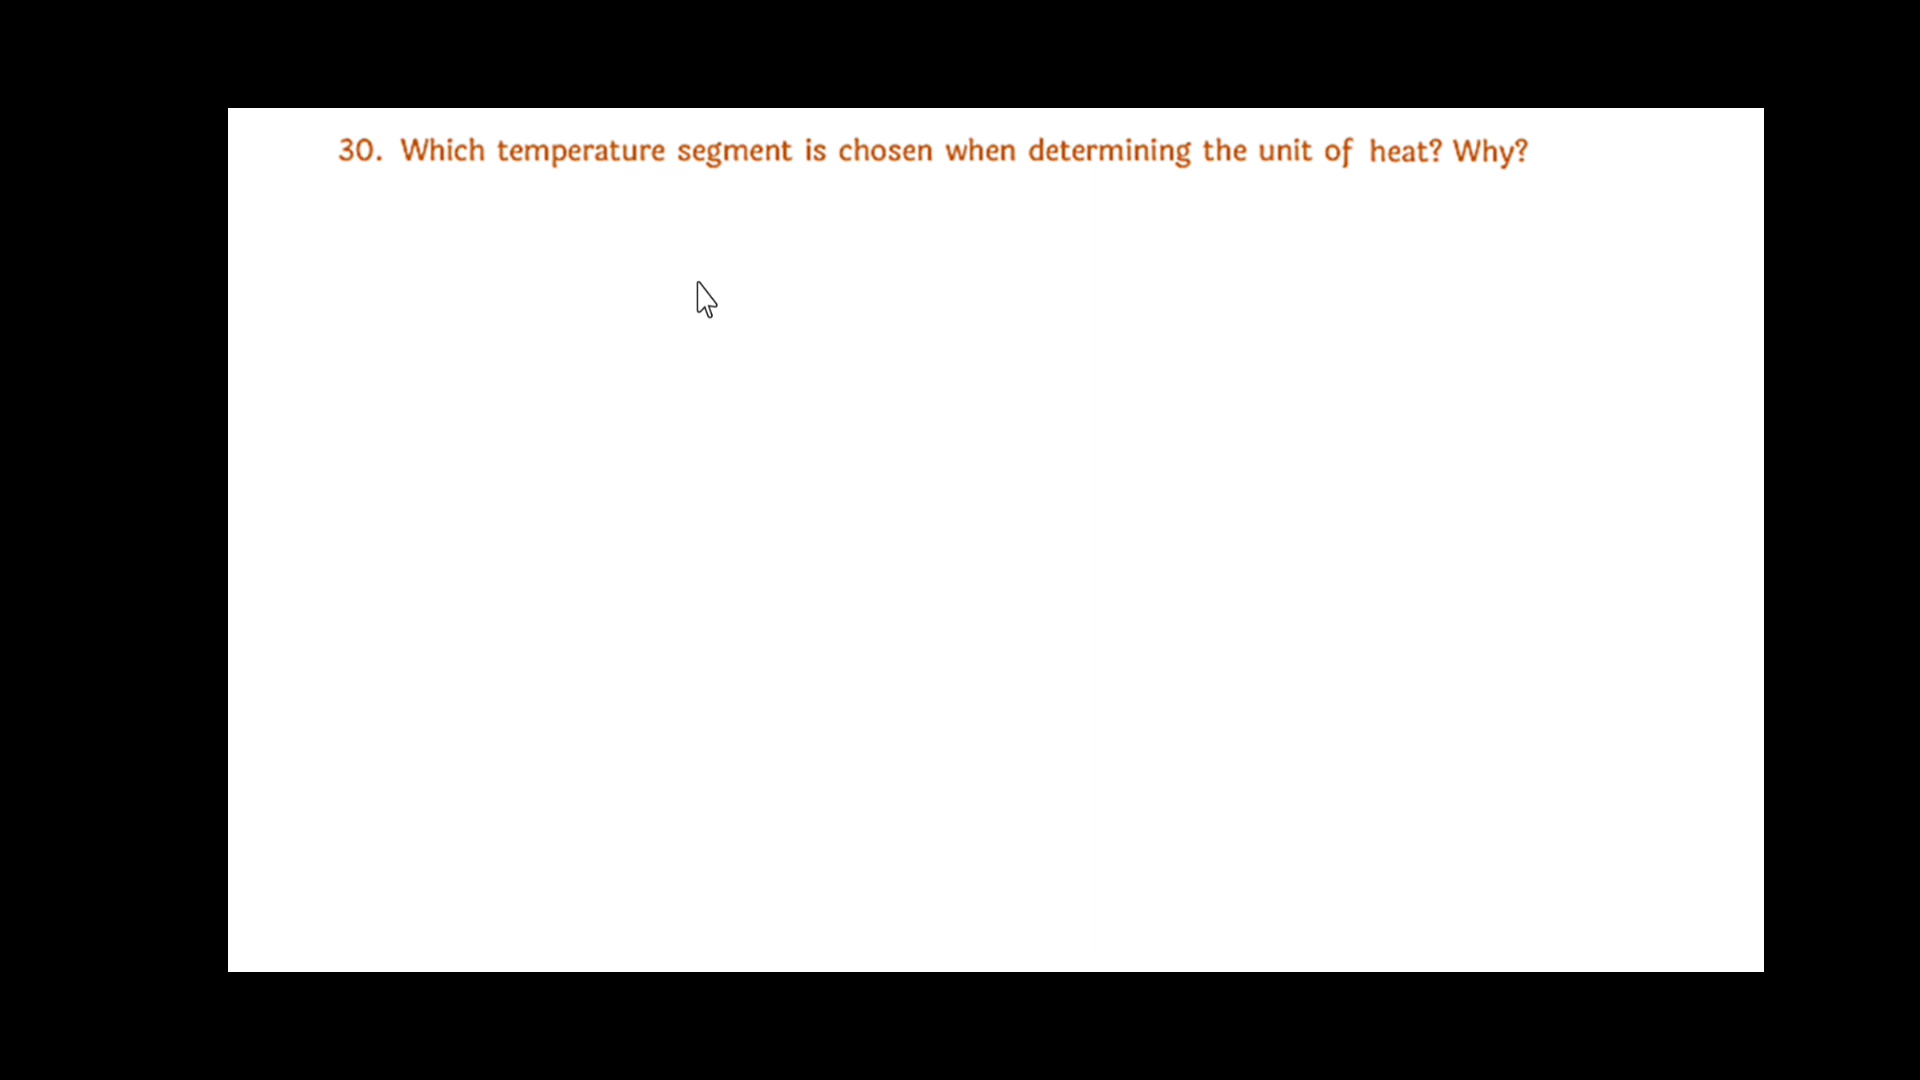 30. Which temperature segment is chosen when determining the unit of heat? Why?